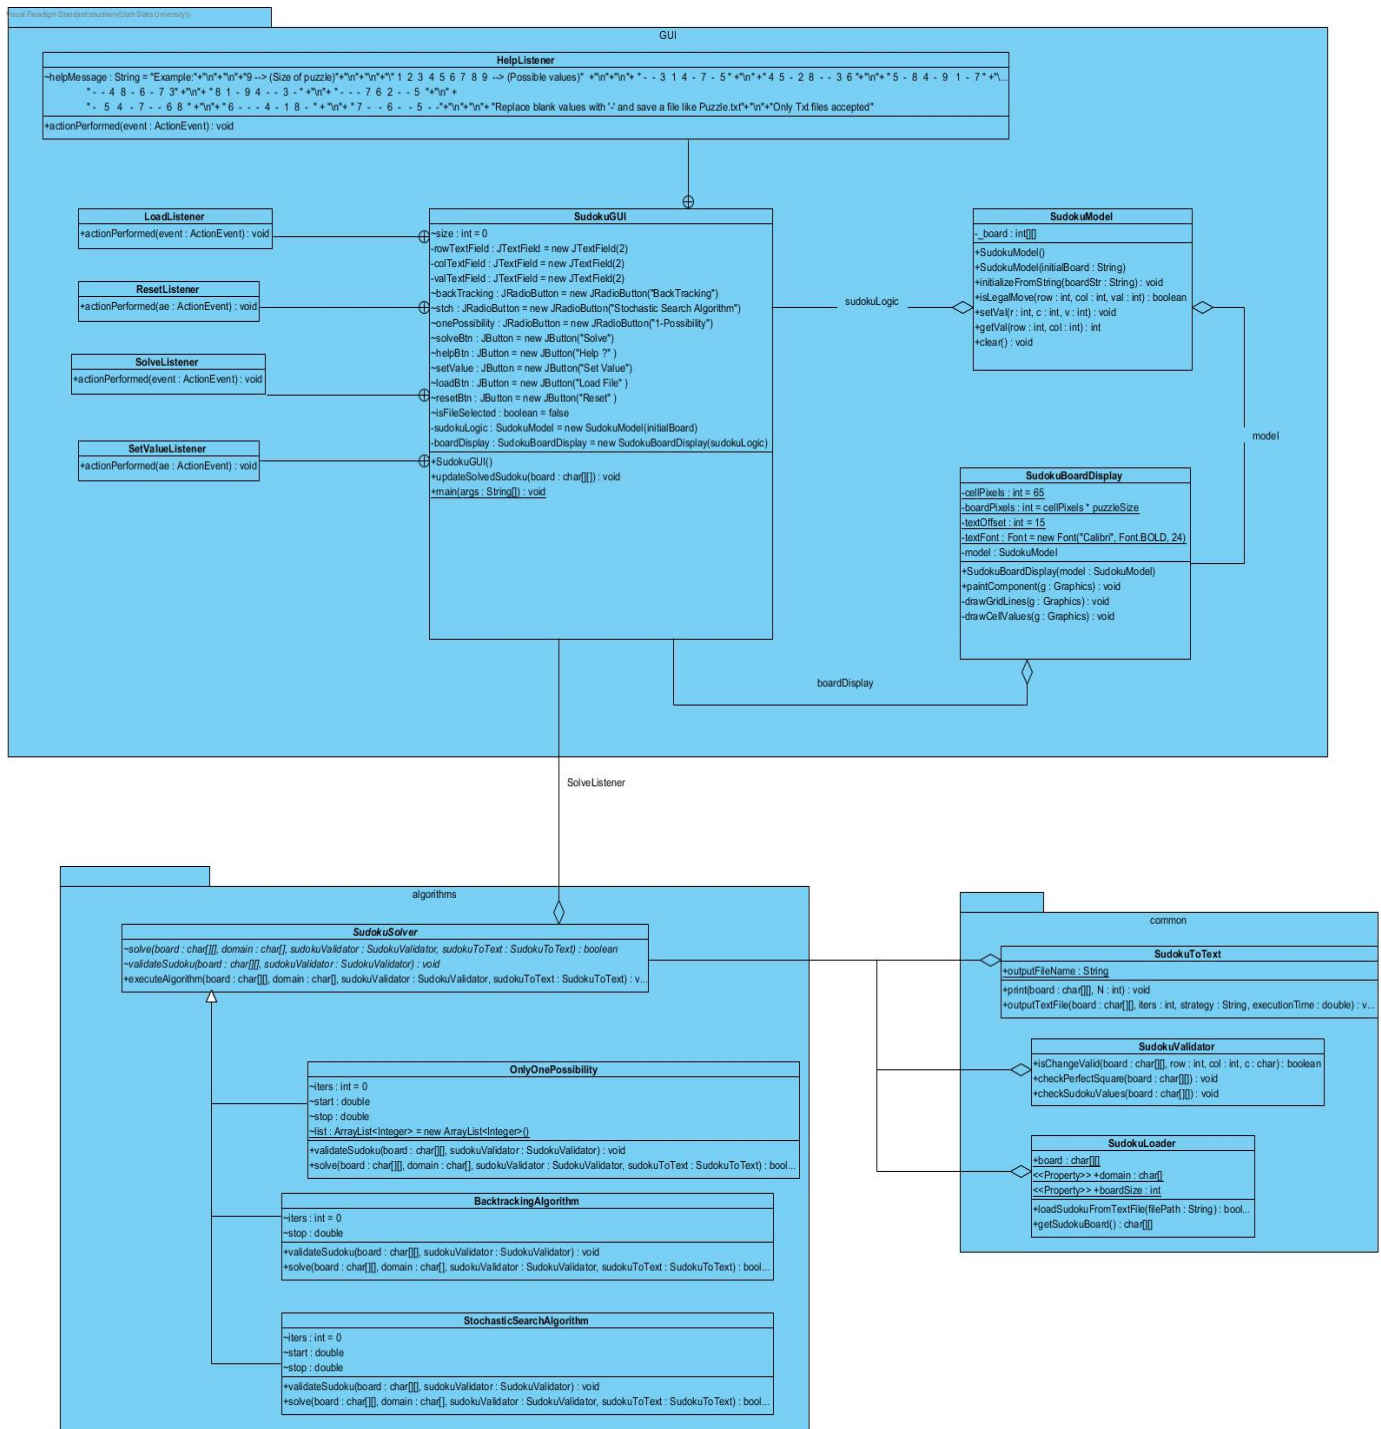 Visual Paradigm Standard(shubham(Utah State University))
GUI
HelpListener
~helpMessage : String = "Example:"+"\n"+"\n"+"9 --> (Size of puzzle)"+"\n"+"\n"+"\" 1 2 3 4 5 6 7 8 9 --> (Possible values)" +"\n"+"\n"+ " - - 3 1 4 - 7 - 5 " +"\n"+ " 4 5 - 2 8 - - 3 6 "+"\n"+ " 5 - 8 4 - 9 1 - 7 " +"\...
" - - 4 8 - 6 - 7 3" +"\n"+ " 8 1 - 9 4 - - 3 - " +"\n"+ " - - - 7 6 2 - - 5 "+"\n" +
" - 5 4 - 7 - - 6 8 " +"\n"+ " 6 - - - 4 - 1 8 - " + "\n"+ " 7 - - 6 - - 5 - -"+"\n"+"\n"+ "Replace blank values with '-' and save a file like Puzzle.txt"+"\n"+"Only Txt files accepted"
+actionPerformed(event : ActionEvent) : void
LoadListener
+actionPerformed(event : ActionEvent) : void
ResetListener
+actionPerformed(ae : ActionEvent) : void
SolveListener
+actionPerformed(event : ActionEvent) : void
SetValueListener
+actionPerformed(ae : ActionEvent) : void
SudokuGUI
~size : int = 0
-rowTextField : JTextField = new JTextField(2)
-colTextField : JTextField = new JTextField(2)
-valTextField : JTextField = new JTextField(2)
~backTracking : JRadioButton = new JRadioButton("BackTracking")
~stch : JRadioButton = new JRadioButton("Stochastic Search Algorithm")
~onePossibility : JRadioButton = new JRadioButton("1-Possibility")
~solveBtn : JButton = new JButton("Solve")
~helpBtn : JButton = new JButton("Help ?" )
~setValue : JButton = new JButton("Set Value")
~loadBtn : JButton = new JButton("Load File" )
~resetBtn : JButton = new JButton("Reset" )
~isFileSelected : boolean = false
-sudokuLogic : SudokuModel = new SudokuModel(initialBoard)
-boardDisplay : SudokuBoardDisplay = new SudokuBoardDisplay(sudokuLogic)
+SudokuGUI()
+updateSolvedSudoku(board : char[][]) : void
+main(args : String[]) : void
sudokuLogic
SudokuModel
-_board : int[][]
+SudokuModel()
+SudokuModel(initialBoard : String)
+initializeFromString(boardStr : String) : void
+isLegalMove(row : int, col : int, val : int) : boolean
+setVal(r : int, c : int, v : int) : void
+getVal(row : int, col : int) : int
+clear() : void
model
SudokuBoardDisplay
-cellPixels : int = 65
-boardPixels : int = cellPixels * puzzleSize
-textOffset : int = 15
-textFont : Font = new Font("Calibri", Font.BOLD, 24)
-model : SudokuModel
+SudokuBoardDisplay(model : SudokuModel)
+paintComponent(g : Graphics) : void
-drawGridLines(g : Graphics) : void
-drawCellValues(g : Graphics) : void
boardDisplay
SolveListener
algorithms
SudokuSolver
~solve(board : char[][], domain : char[], sudokuValidator : SudokuValidator, sudokuToText : SudokuToText) : boolean
~validateSudoku(board : char[][], sudokuValidator : SudokuValidator) : void
+executeAlgorithm(board : char[][], domain : char[], sudokuValidator : SudokuValidator, sudokuToText : SudokuToText) : v...
OnlyOnePossibility
~iters : int = 0
~start : double
~stop : double
~list : ArrayList<Integer> = new ArrayList<Integer>()
+validateSudoku(board : char[][], sudokuValidator : SudokuValidator) : void
+solve(board : char[][], domain : char[], sudokuValidator : SudokuValidator, sudokuToText : SudokuToText) : bool...
BacktrackingAlgorithm
~iters : int = 0
~stop : double
+validateSudoku(board : char[][], sudokuValidator : SudokuValidator) : void
+solve(board : char[][], domain : char[], sudokuValidator : SudokuValidator, sudokuToText : SudokuToText) : bool...
StochasticSearchAlgorithm
~iters : int = 0
~start : double
~stop : double
+validateSudoku(board : char[][], sudokuValidator : SudokuValidator) : void
+solve(board : char[][], domain : char[], sudokuValidator : SudokuValidator, sudokuToText : SudokuToText) : bool...
common
SudokuToText
+outputFileName : String
+print(board : char[][], N : int) : void
+outputTextFile(board : char[][], iters : int, strategy : String, executionTime : double) : v...
SudokuValidator
+isChangeValid(board : char[][], row : int, col : int, c : char) : boolean
+checkPerfectSquare(board : char[][]) : void
+checkSudokuValues(board : char[][]) : void
SudokuLoader
+board : char[][]
<<Property>> +domain : char[]
<<Property>> +boardSize : int
+loadSudokuFromTextFile(filePath : String) : bool...
+getSudokuBoard() : char[][]